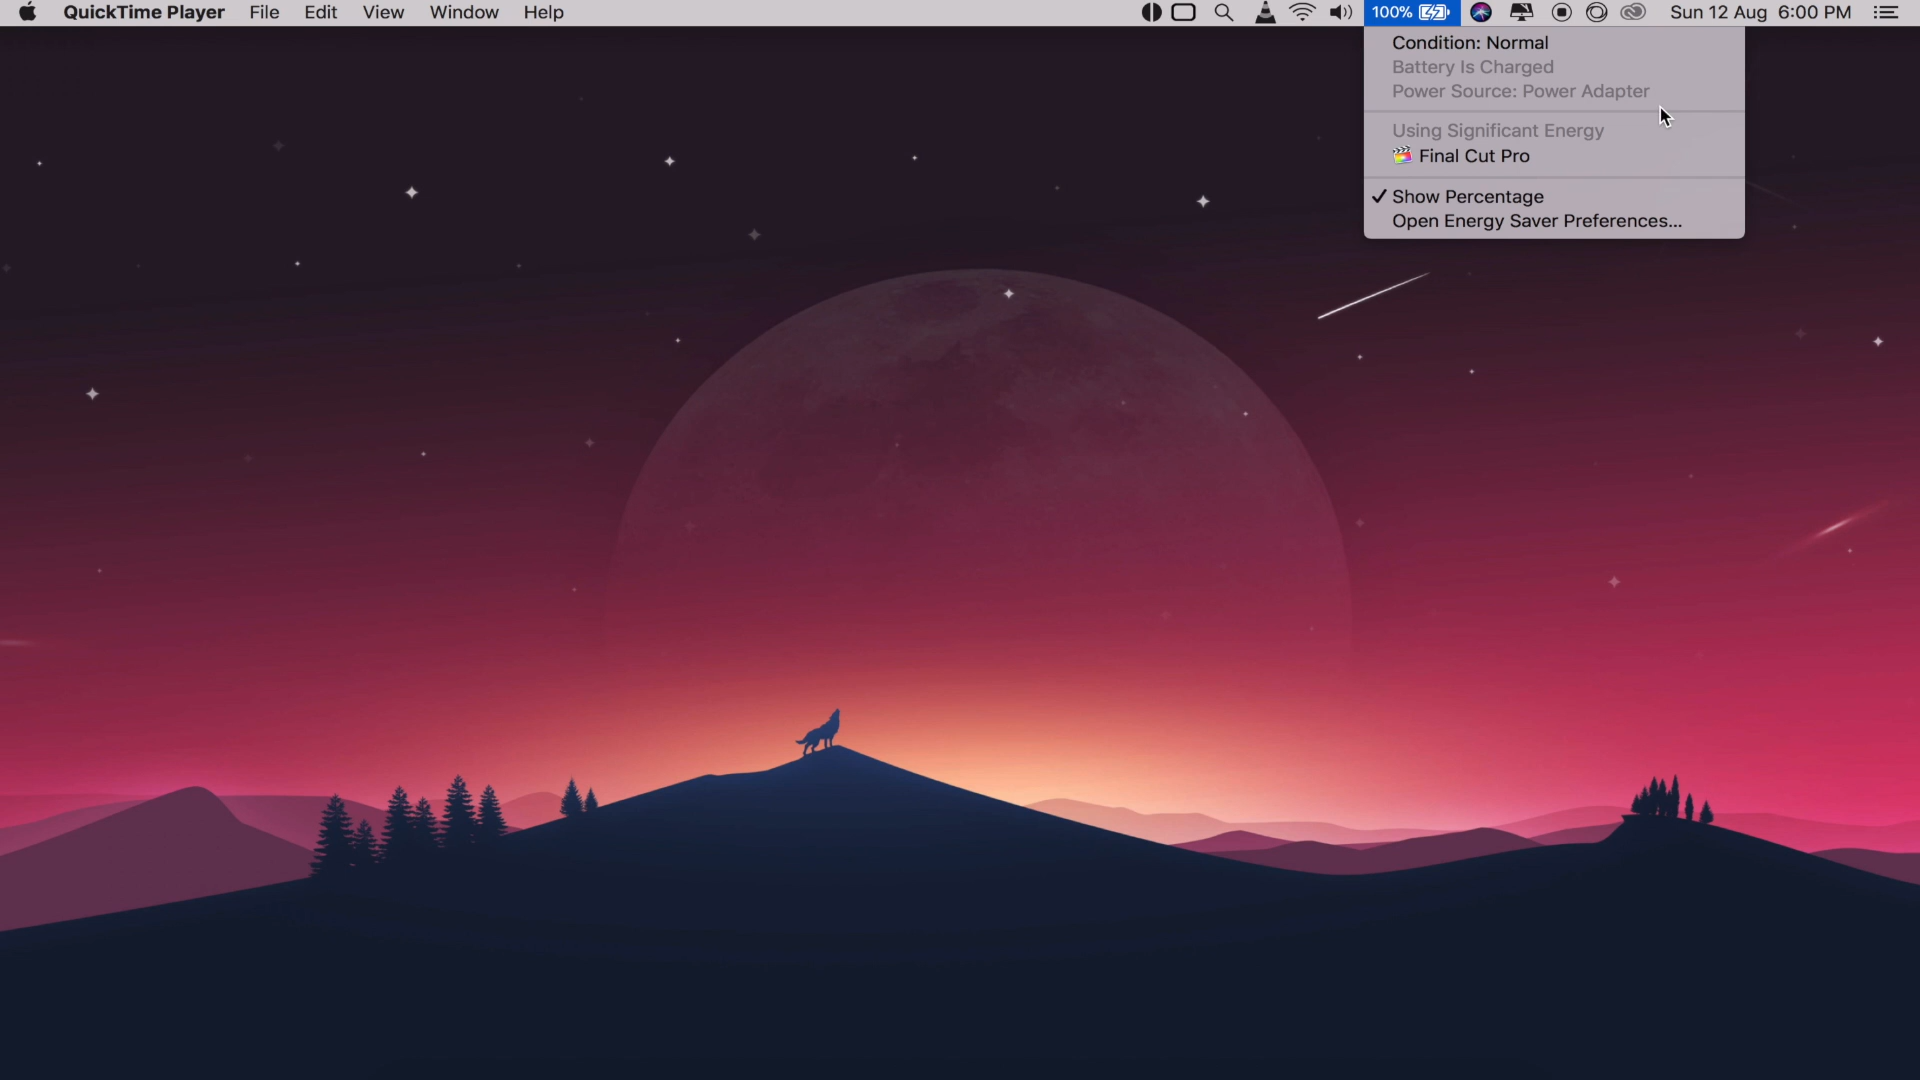 QuickTime Player File Edit View Window Help 100% Sun 12 Aug 6:00 PM
Condition: Normal
Battery Is Charged
Power Source: Power Adapter
Using Significant Energy
Final Cut Pro
✓ Show Percentage
Open Energy Saver Preferences...